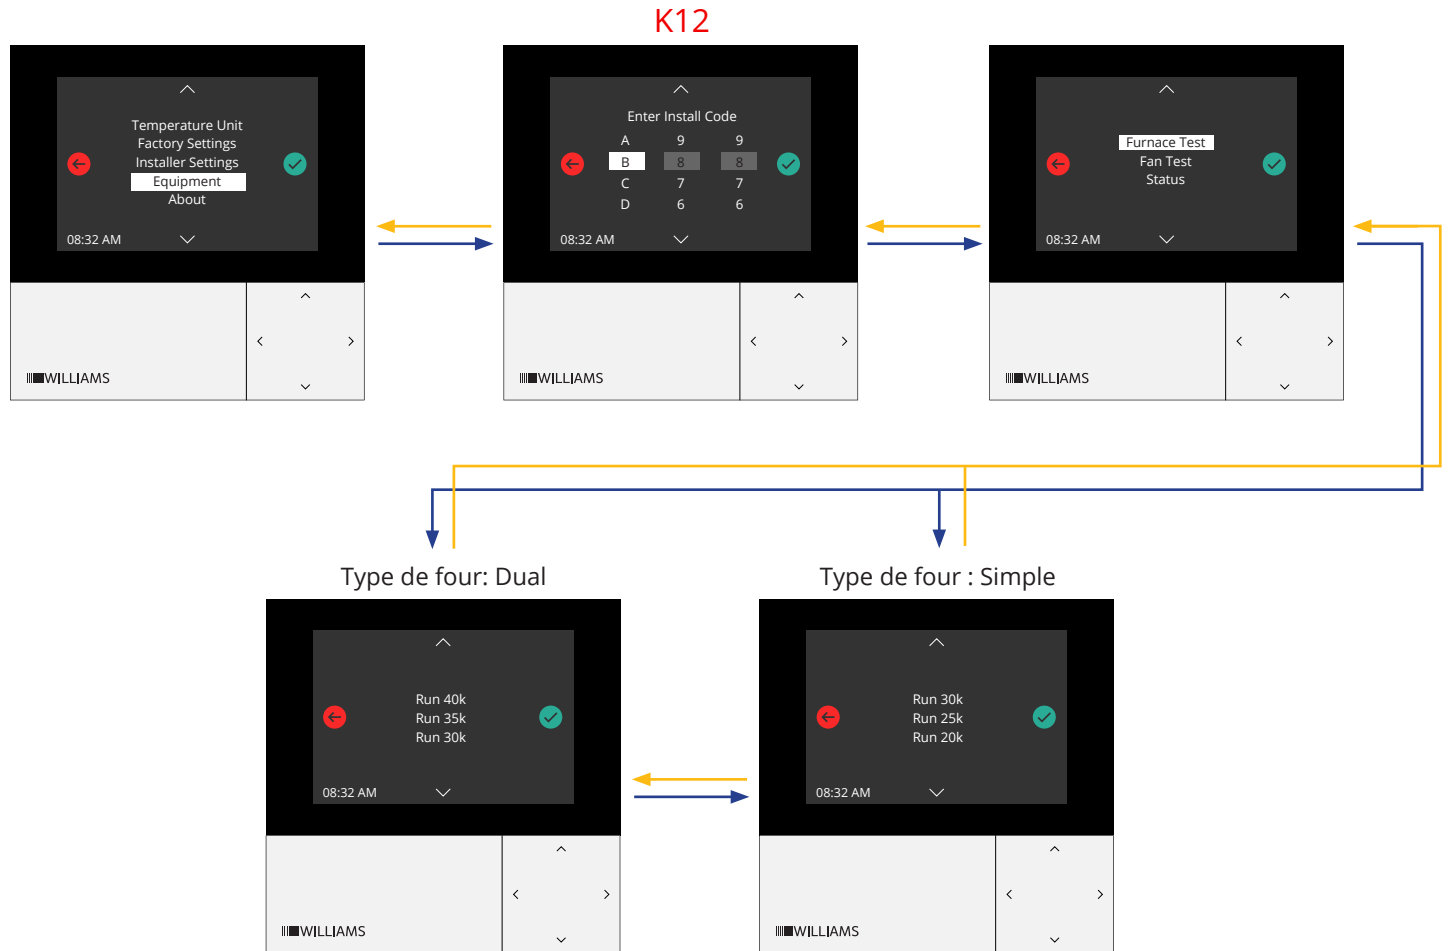 K12
Temperature Unit
Factory Settings
Installer Settings
Equipment
About
08:32 AM
WILLIAMS
Enter Install Code
A 9 9
B 8 8
C 7 7
D 6 6
08:32 AM
WILLIAMS
Furnace Test
Fan Test
Status
08:32 AM
WILLIAMS
Type de four: Dual
Run 40k
Run 35k
Run 30k
08:32 AM
WILLIAMS
Type de four : Simple
Run 30k
Run 25k
Run 20k
08:32 AM
WILLIAMS